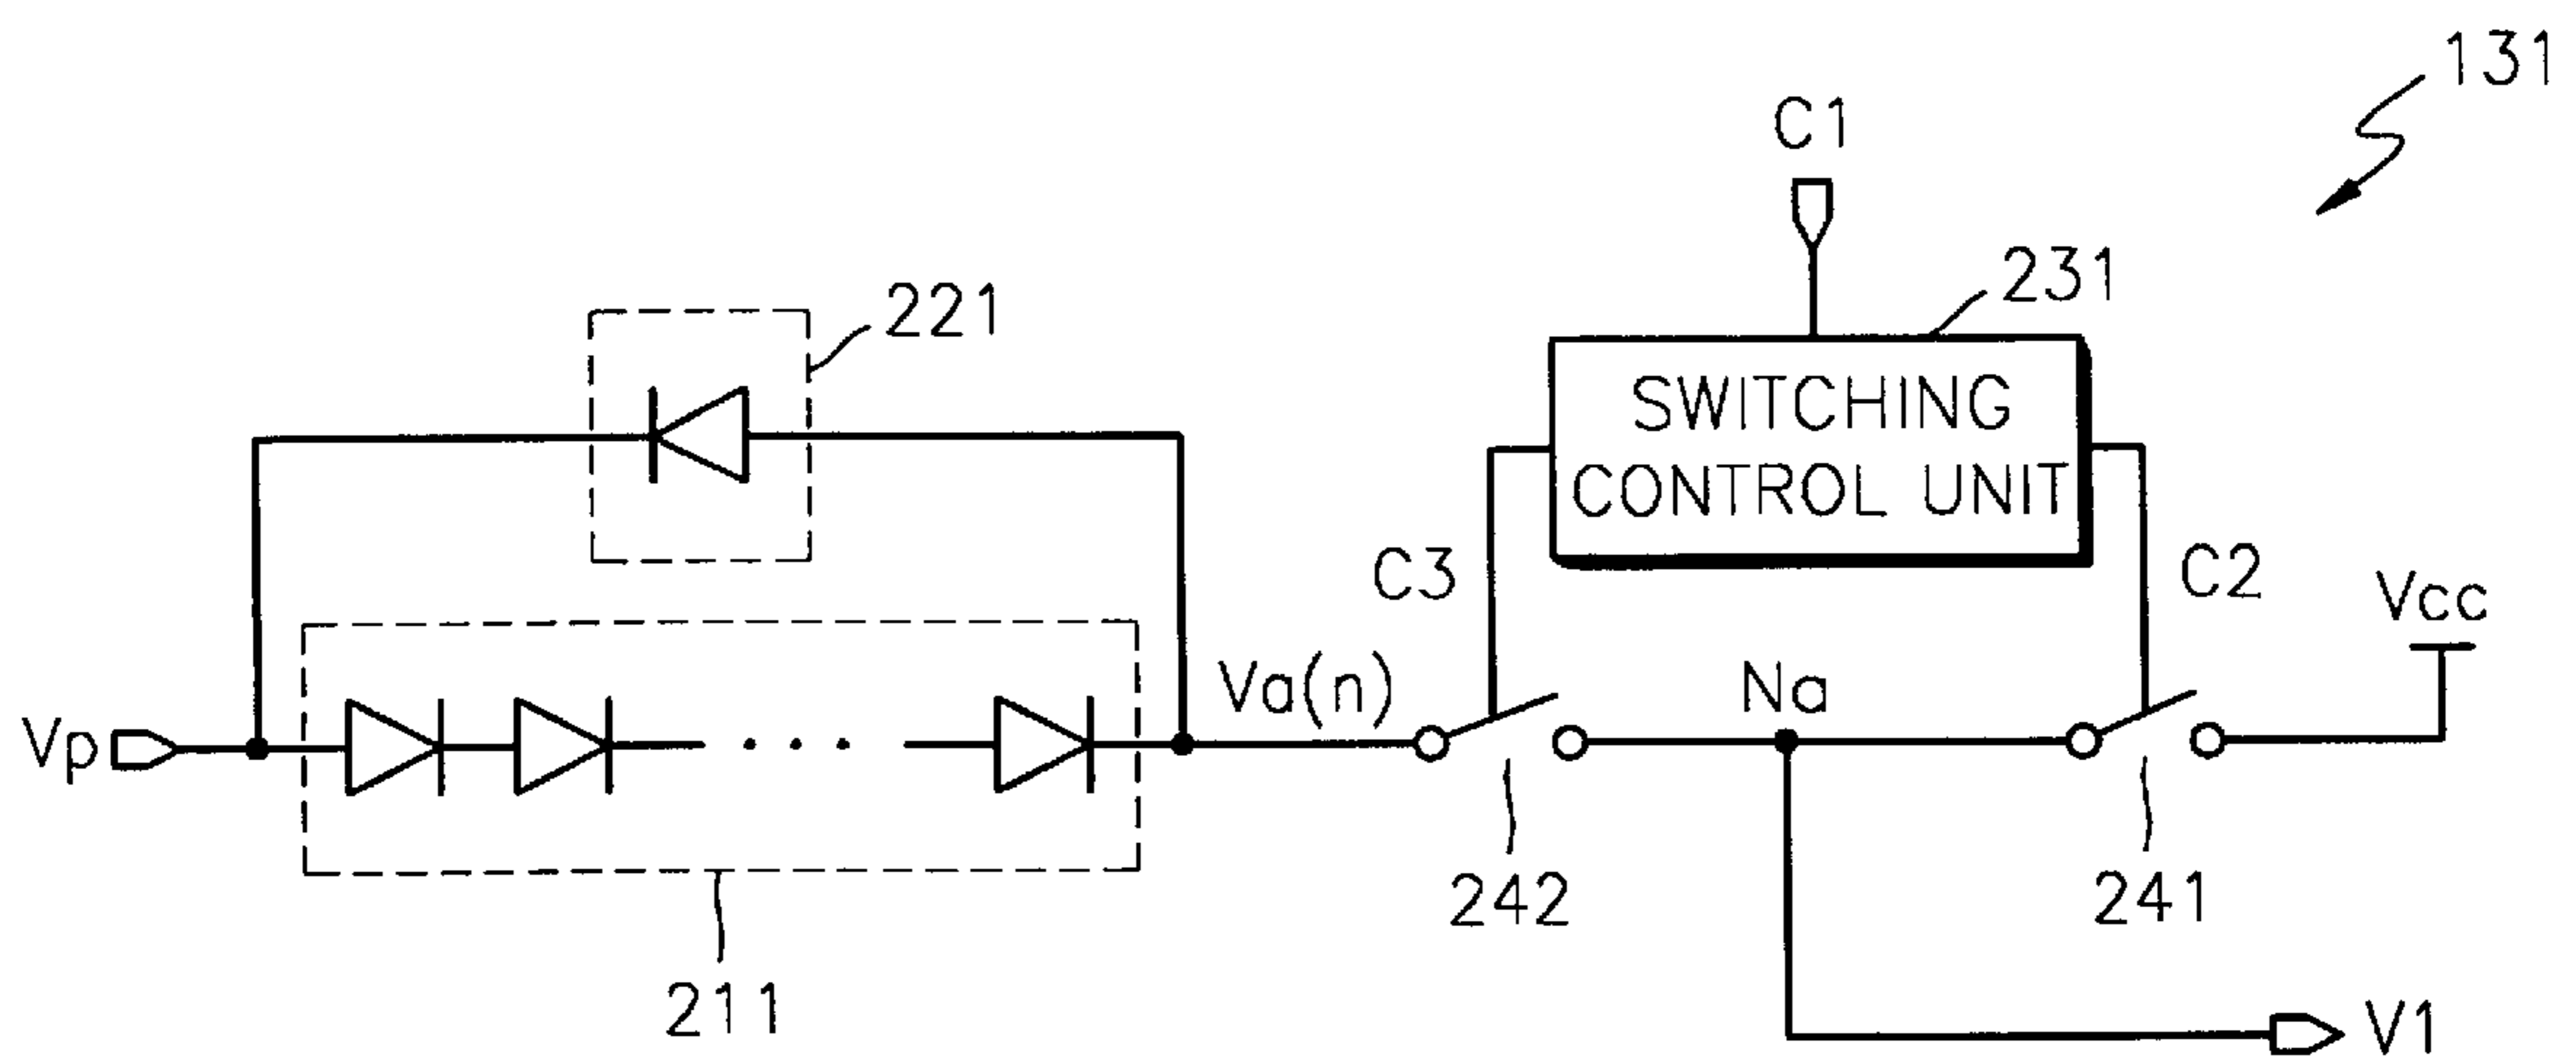 131
C1
231
221
SWITCHING
CONTROL UNIT
C3
C2
Vcc
Va(n)
Na
Vp
242
241
211
V1